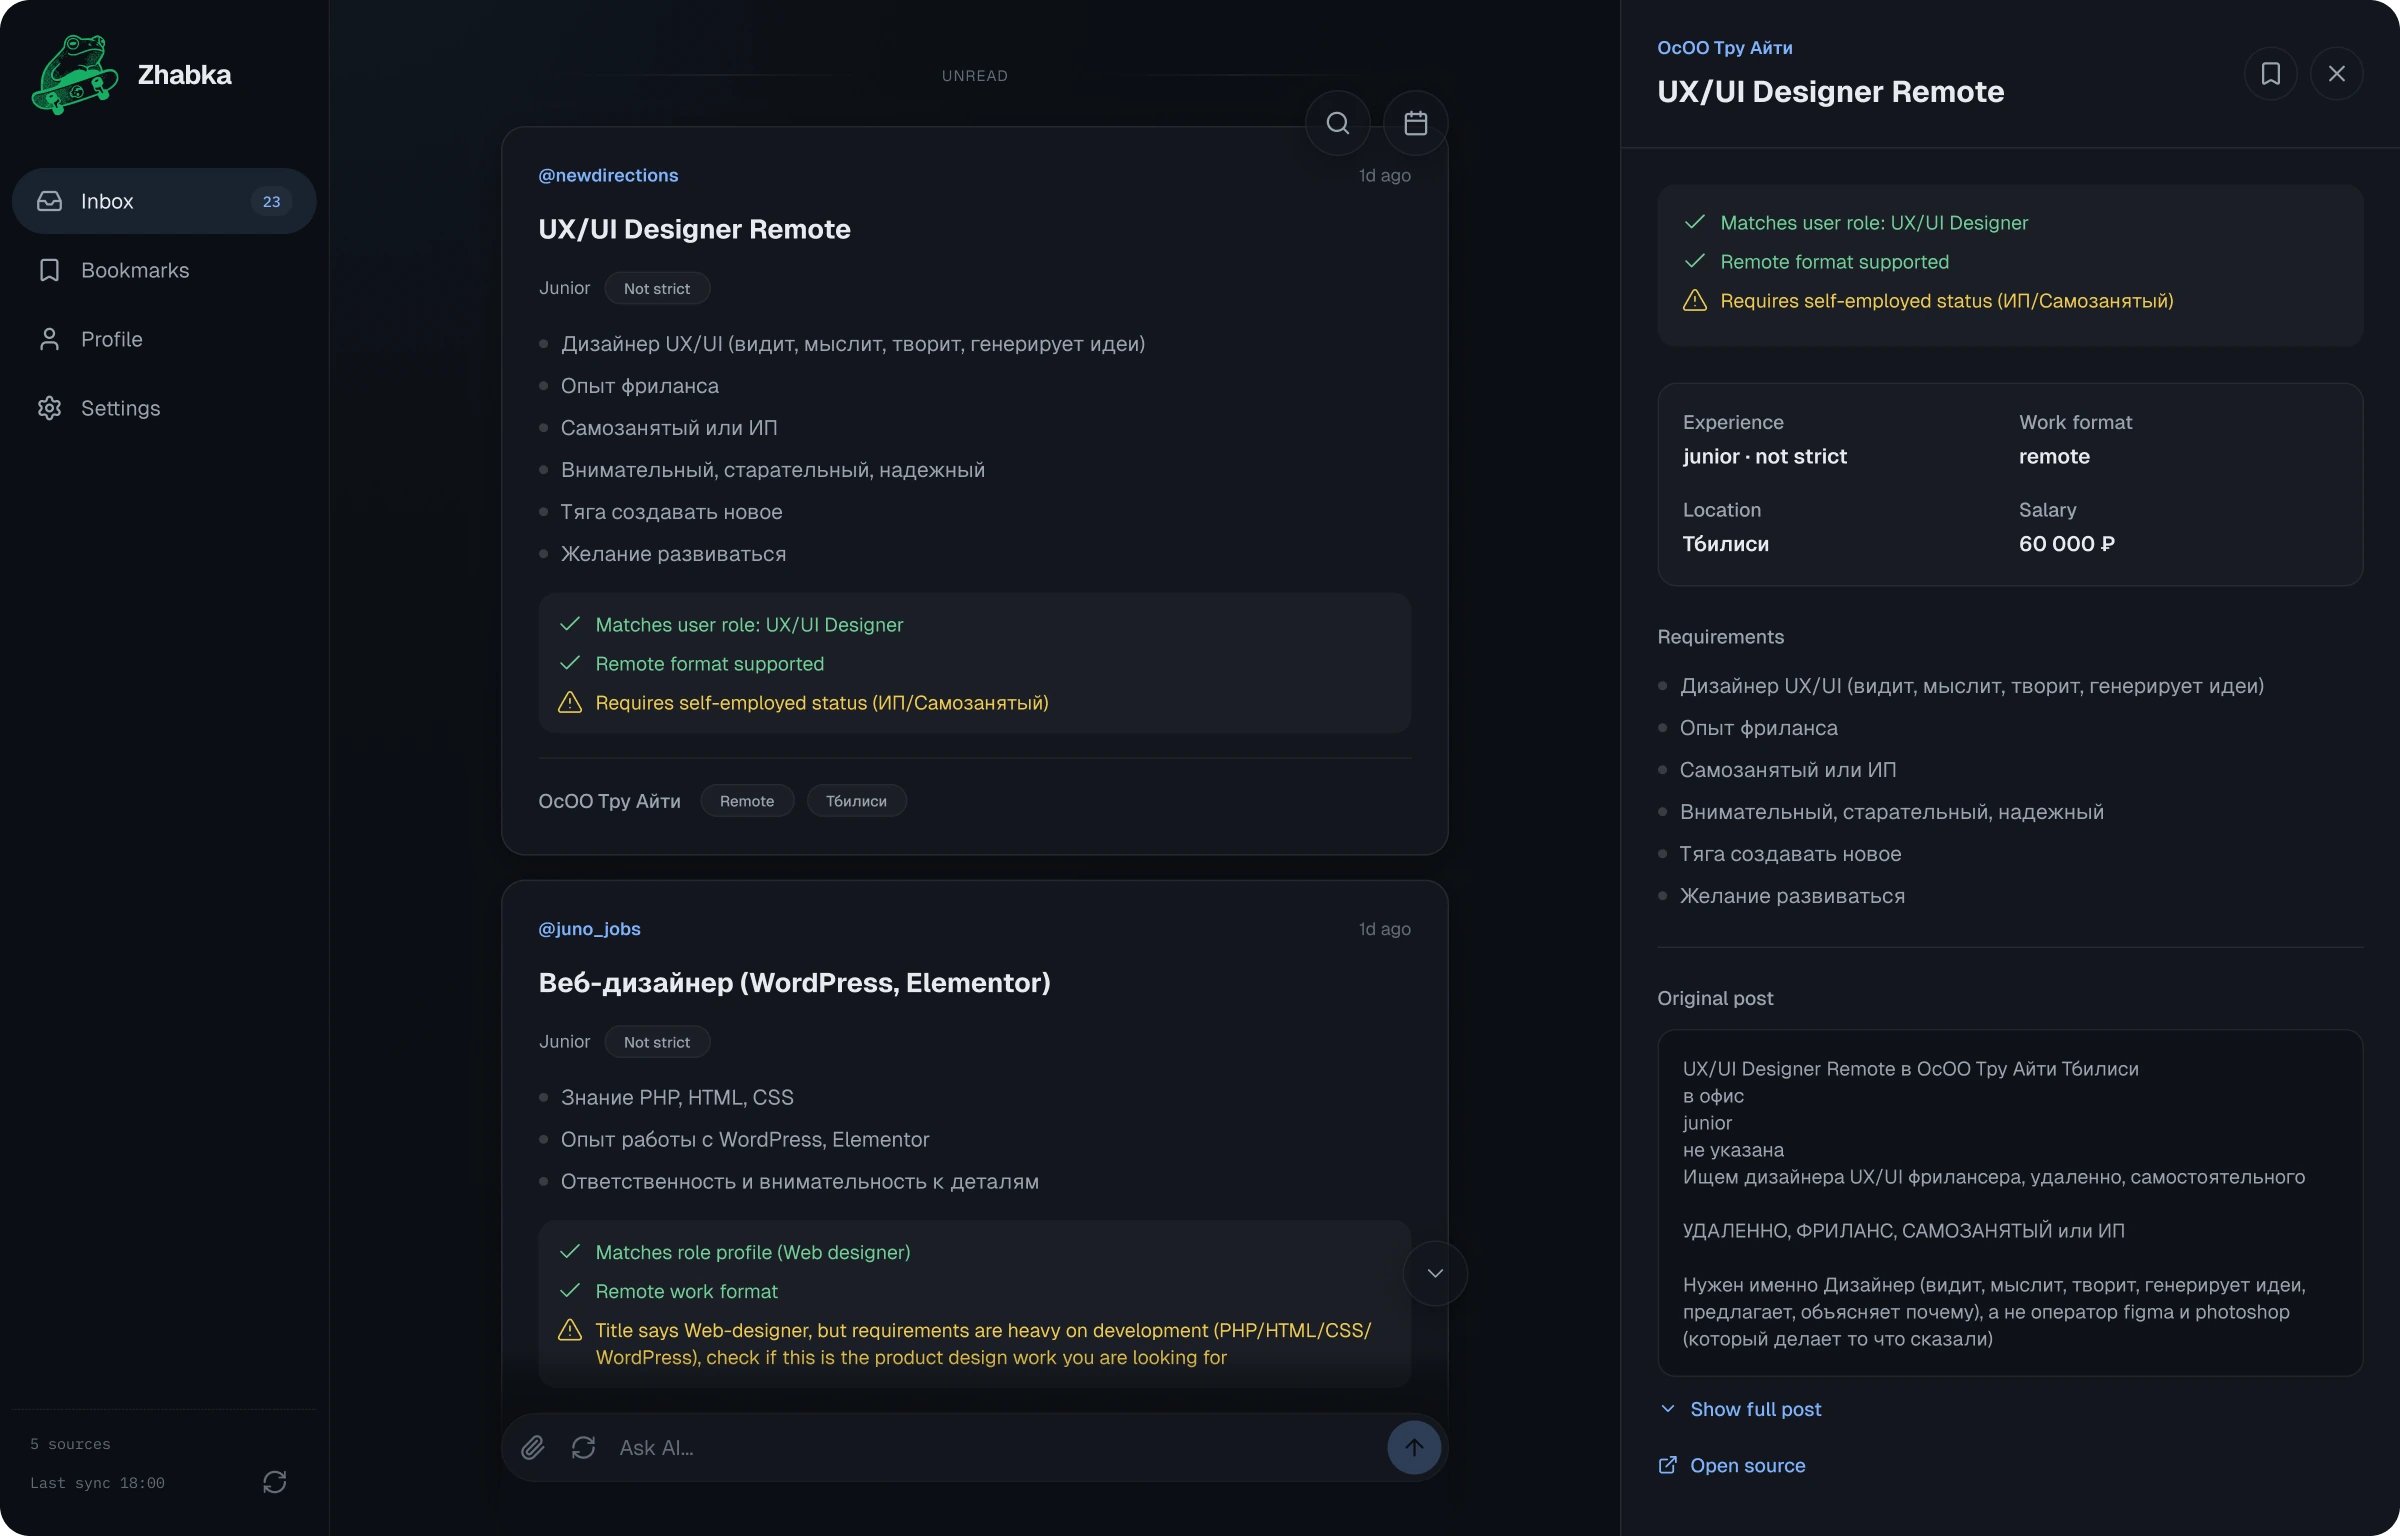 Zhabka
Inbox
23
Bookmarks
Profile
Settings
5 sources
Last sync 18:00
UNREAD
@newdirections
1d ago
UX/UI Designer Remote
Junior
Not strict
Дизайнер UX/UI (видит, мыслит, творит, генерирует идеи)
Опыт фриланса
Самозанятый или ИП
Внимательный, старательный, надежный
Тяга создавать новое
Желание развиваться
Matches user role: UX/UI Designer
Remote format supported
Requires self-employed status (ИП/Самозанятый)
ОсОО Тру Айти
Remote
Тбилиси
@juno_jobs
1d ago
Веб-дизайнер (WordPress, Elementor)
Junior
Not strict
Знание PHP, HTML, CSS
Опыт работы с WordPress, Elementor
Ответственность и внимательность к деталям
Matches role profile (Web designer)
Remote work format
Title says Web-designer, but requirements are heavy on development (PHP/HTML/CSS/
WordPress), check if this is the product design work you are looking for
Ask AI...
ОсОО Тру Айти
UX/UI Designer Remote
Matches user role: UX/UI Designer
Remote format supported
Requires self-employed status (ИП/Самозанятый)
Experience
junior · not strict
Work format
remote
Location
Тбилиси
Salary
60 000 ₽
Requirements
Дизайнер UX/UI (видит, мыслит, творит, генерирует идеи)
Опыт фриланса
Самозанятый или ИП
Внимательный, старательный, надежный
Тяга создавать новое
Желание развиваться
Original post
UX/UI Designer Remote в ОсОО Тру Айти Тбилиси
в офис
junior
не указана
Ищем дизайнера UX/UI фрилансера, удаленно, самостоятельного
УДАЛЕННО, ФРИЛАНС, САМОЗАНЯТЫЙ или ИП
Нужен именно Дизайнер (видит, мыслит, творит, генерирует идеи,
предлагает, объясняет почему), а не оператор figma и photoshop
(который делает то что сказали)
Show full post
Open source